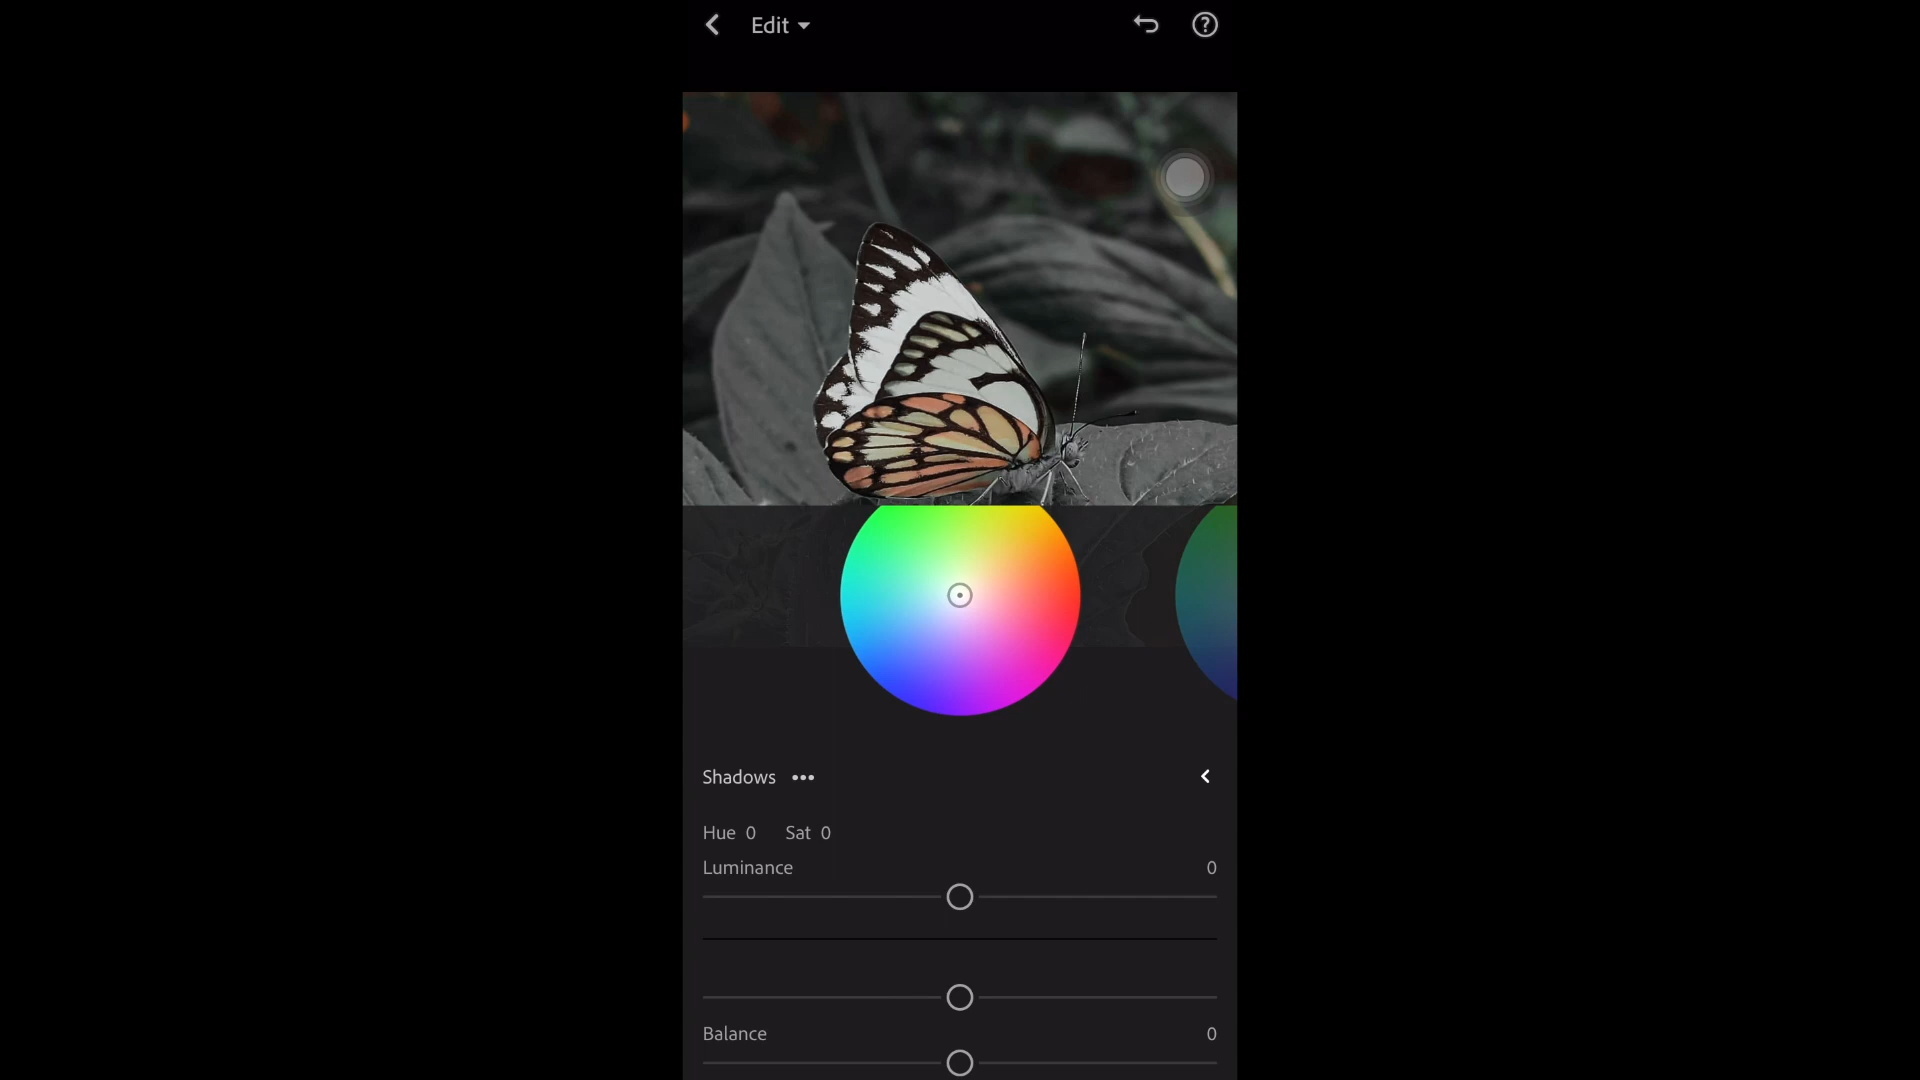 Edit
Shadows •••
Hue 0 Sat 0
Luminance 0
Balance 0